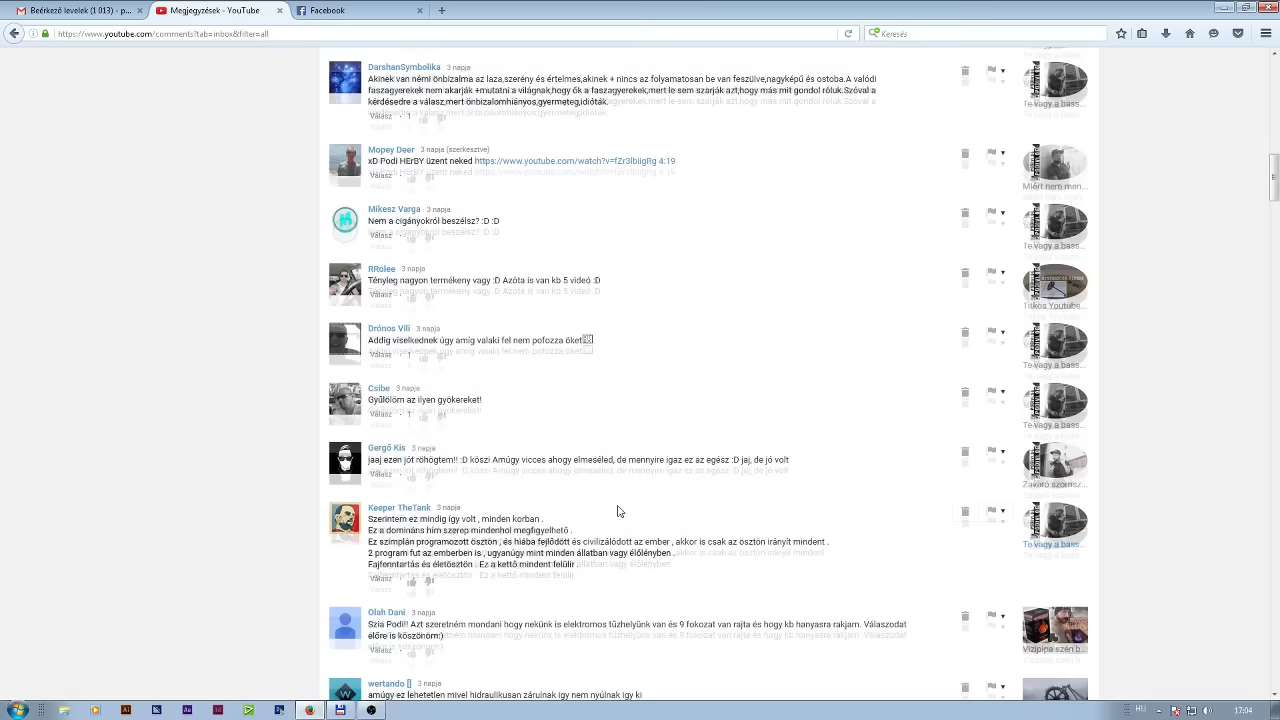 Beérkező levelek (1 013) - p...
Megjegyzések - YouTube
Facebook
https://www.youtube.com/comments?tab=inbox&filter=all
Keresés
DarshanSymbolika 3 napja
Akinek van némi önbizalma az laza,szerény és értelmes,akinek + nincs az folyamatosan be van feszülve,nagyképű és ostoba.A valódi
faszagyerekek nem akarják +mutatni a világnak,hogy ők a faszagyerekek,mert le sem szarják azt,hogy más mit gondol róluk.Szóval a
kérdésedre a válasz,mert önbizalomhiányos,gyermeteg,idióták.
Válasz · 1
Te vagy a bass...
Mopey Deer 3 napja (szerkesztve)
xD Podi HErBY üzent neked https://www.youtube.com/watch?v=fZr3lbiigRg 4:19
Válasz ·
Miért nem men...
Mikesz Varga 3 napja
Nem a cigányokról beszélsz? :D :D
Válasz ·
Te vagy a bass...
RRolee 3 napja
Tényleg nagyon termékeny vagy :D Azóta is van kb 5 videó :D
Válasz ·
Titkos Youtube...
Drónos Vili 3 napja
Addig viselkednek úgy amíg valaki fel nem pofozza őket
Válasz · 1
Te vagy a bass...
Csibe 3 napja
Gyűlölöm az ilyen gyökereket!
Válasz · 1
Te vagy a bass...
Gergő Kis 3 napja
jaaj ezen jót röhögtem!! :D köszi Amúgy vicces ahogy elmeséled, de mennyire igaz ez az egész :D jaj, de jó volt
Válasz ·
Zavaró szomsz...
Keeper TheTank 3 napja
Szerintem ez mindig így volt , minden korban .
Ez a domináns hím szerep mindenhol megfigyelhető .
Ez szimplán programozott ösztön , és hiába fejlődött és civilizálódott az ember , akkor is csak az ösztön irányít mindent .
2 program fut az emberben is , ugyanúgy mint minden állatban vagy élőlényben .
Fajfenntartás és életösztön . Ez a kettő mindent felülír .
Válasz ·
Te vagy a bass...
Olah Dani 3 napja
Szia Podi!! Azt szeretném mondani hogy nekünk is elektromos tűzhelyünk van és 9 fokozat van rajta és hogy kb hanyasra rakjam. Válaszodat
előre is köszönöm:)
Válasz ·
Vizipipa szén b...
wertando [] 3 napja
amúgy ez lehetetlen mivel hidraulikusan zárulnak így nem nyúlnak így ki
HU
17:04